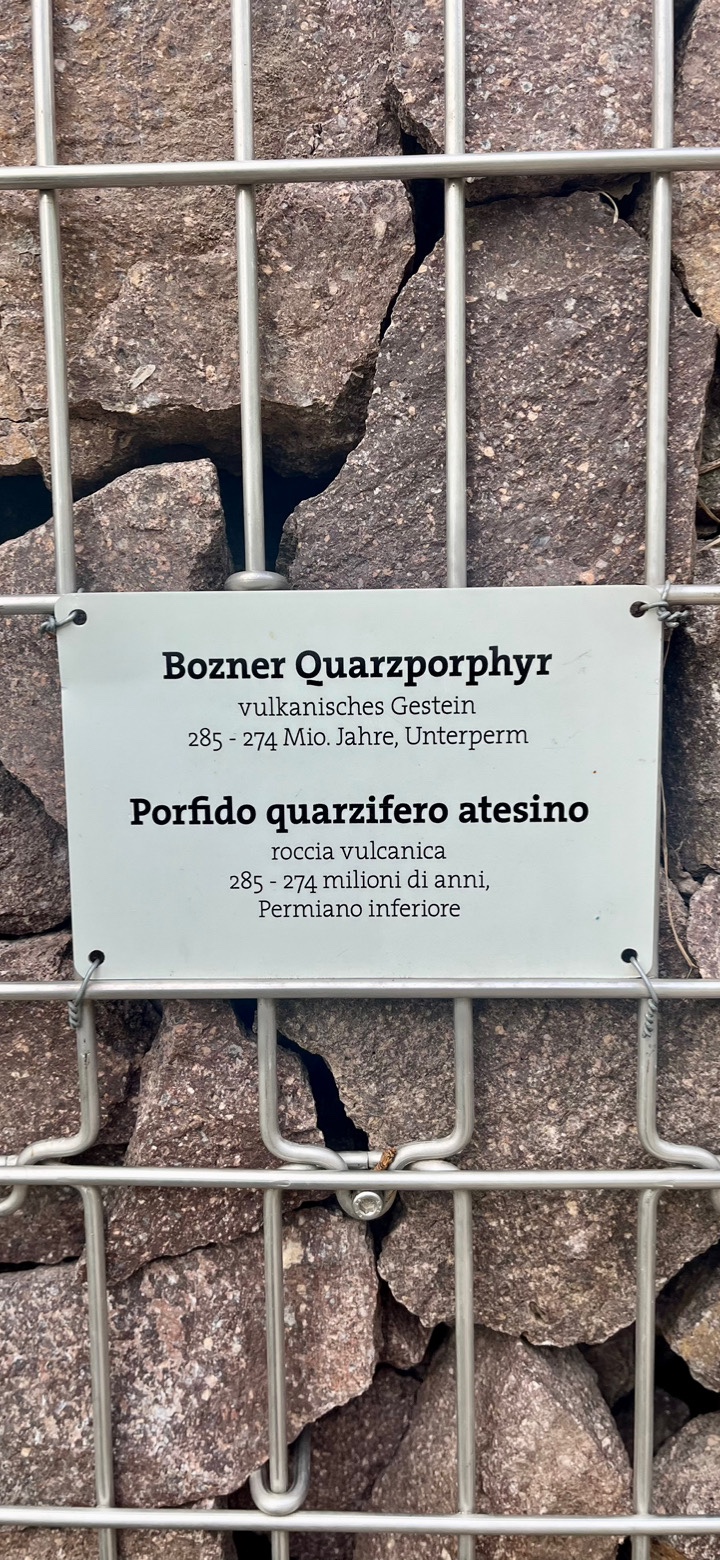 Bozner Quarzporphyr
vulkanisches Gestein
285 - 274 Mio. Jahre, Unterperm
Porfido quarzifero atesino
roccia vulcanica
285 - 274 milioni di anni,
Permiano inferiore